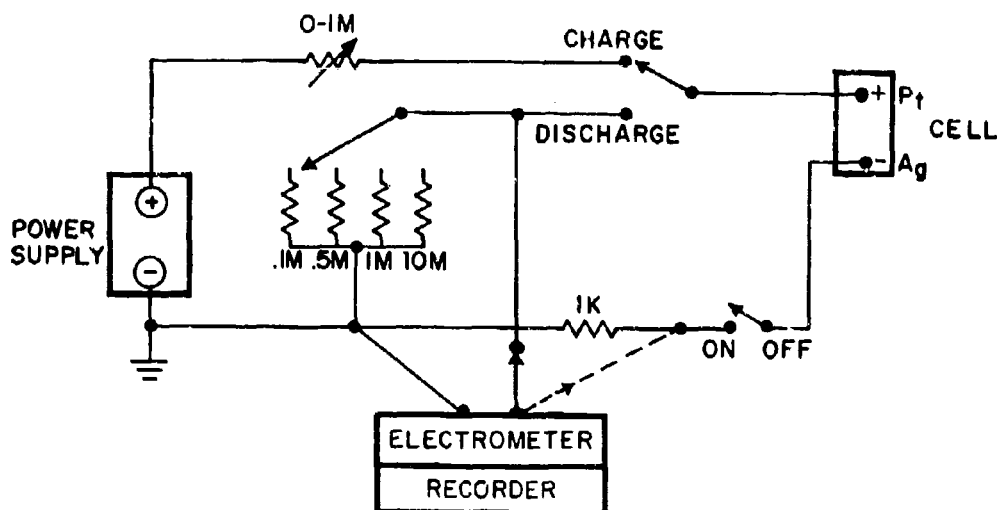 0-1M
CHARGE
+ Pt
CELL
- Ag
DISCHARGE
POWER
SUPPLY
+
-
.1M .5M 1M 10M
1K
ON OFF
ELECTROMETER
RECORDER